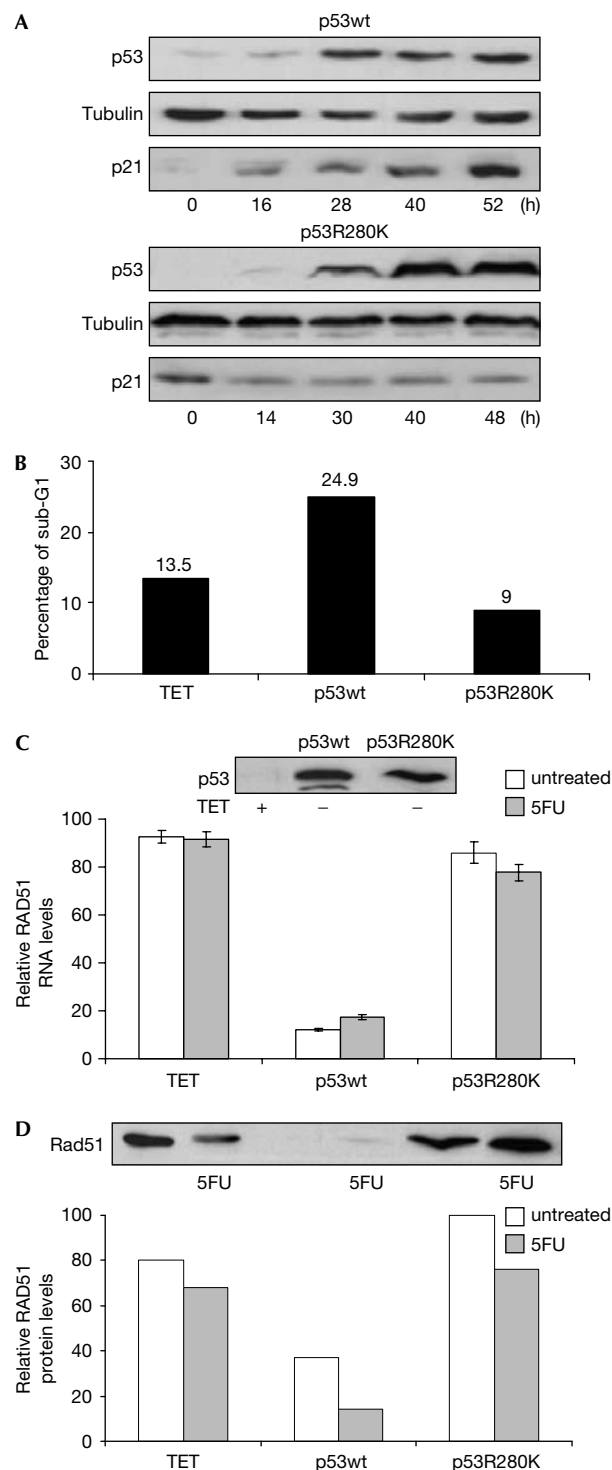 A
p53wt
p53
Tubulin
p21
0 16 28 40 52 (h)
p53R280K
p53
Tubulin
p21
0 14 30 40 48 (h)
B
Percentage of sub-G1
30
20
10
0
13.5
24.9
9
TET p53wt p53R280K
C
p53wt p53R280K
p53
TET + − −
untreated
5FU
Relative RAD51
RNA levels
100
80
60
40
20
0
TET p53wt p53R280K
D
Rad51
5FU 5FU 5FU
untreated
5FU
Relative RAD51
protein levels
100
80
60
40
20
0
TET p53wt p53R280K